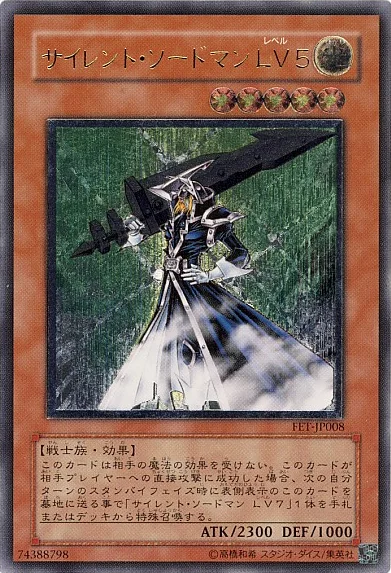 レベル
サイレント・ソードマン LV5
FET-JP008
【戦士族・効果】
このカードは相手の魔法の効果を受けない。このカードが
相手プレイヤーへの直接攻撃に成功した場合、次の自分
ターンのスタンバイフェイズ時に表側表示のこのカードを
墓地に送る事で「サイレント・ソードマン LV7」1体を手札
またはデッキから特殊召喚する。
ATK/2300 DEF/1000
74388798
©高橋和希 スタジオ・ダイス/集英社